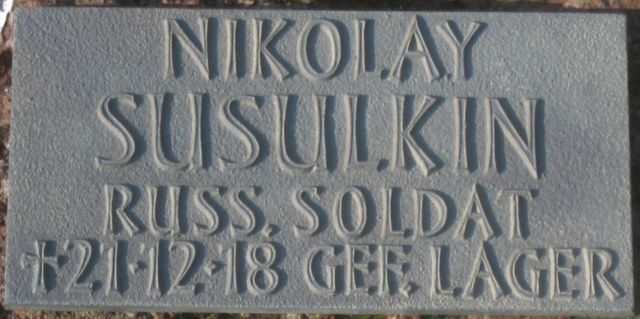 NIKOLAY
SUSULKIN
RUSS. SOLDAT
✝21·12·18 GEF. LAGER